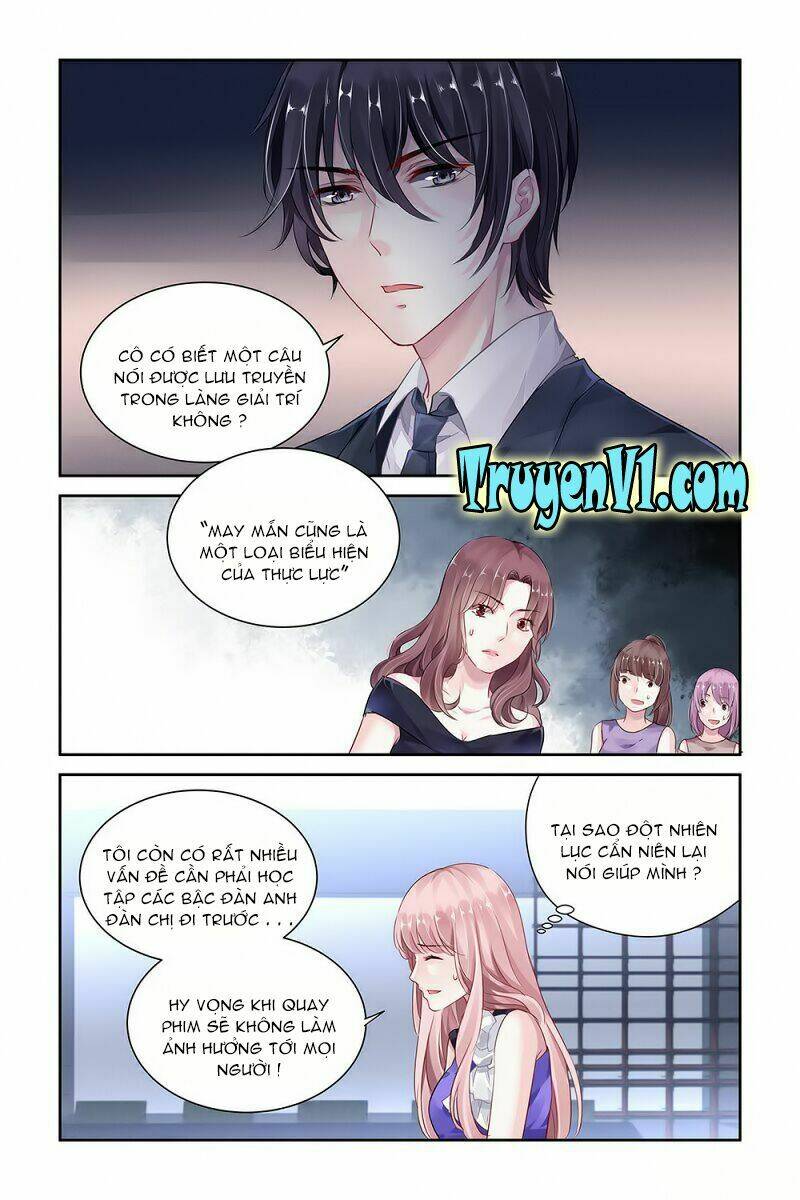 CÔ CÓ BIẾT MỘT CÂU
NÓI ĐƯỢC LƯU TRUYỀN
TRONG LÀNG GIẢI TRÍ
KHÔNG ?
TruyenV1.com
"MAY MẮN CŨNG LÀ
MỘT LOẠI BIỂU HIỆN
CỦA THỰC LỰC"
TẠI SAO ĐỘT NHIÊN
LỤC CẨN NIÊN LẠI
NÓI GIÚP MÌNH ?
TÔI CÒN CÓ RẤT NHIỀU
VẤN ĐỀ CẦN PHẢI HỌC
TẬP CÁC BẬC ĐÀN ANH
ĐÀN CHỊ ĐI TRƯỚC . . .
HY VỌNG KHI QUAY
PHIM SẼ KHÔNG LÀM
ẢNH HƯỞNG TỚI MỌI
NGƯỜI !